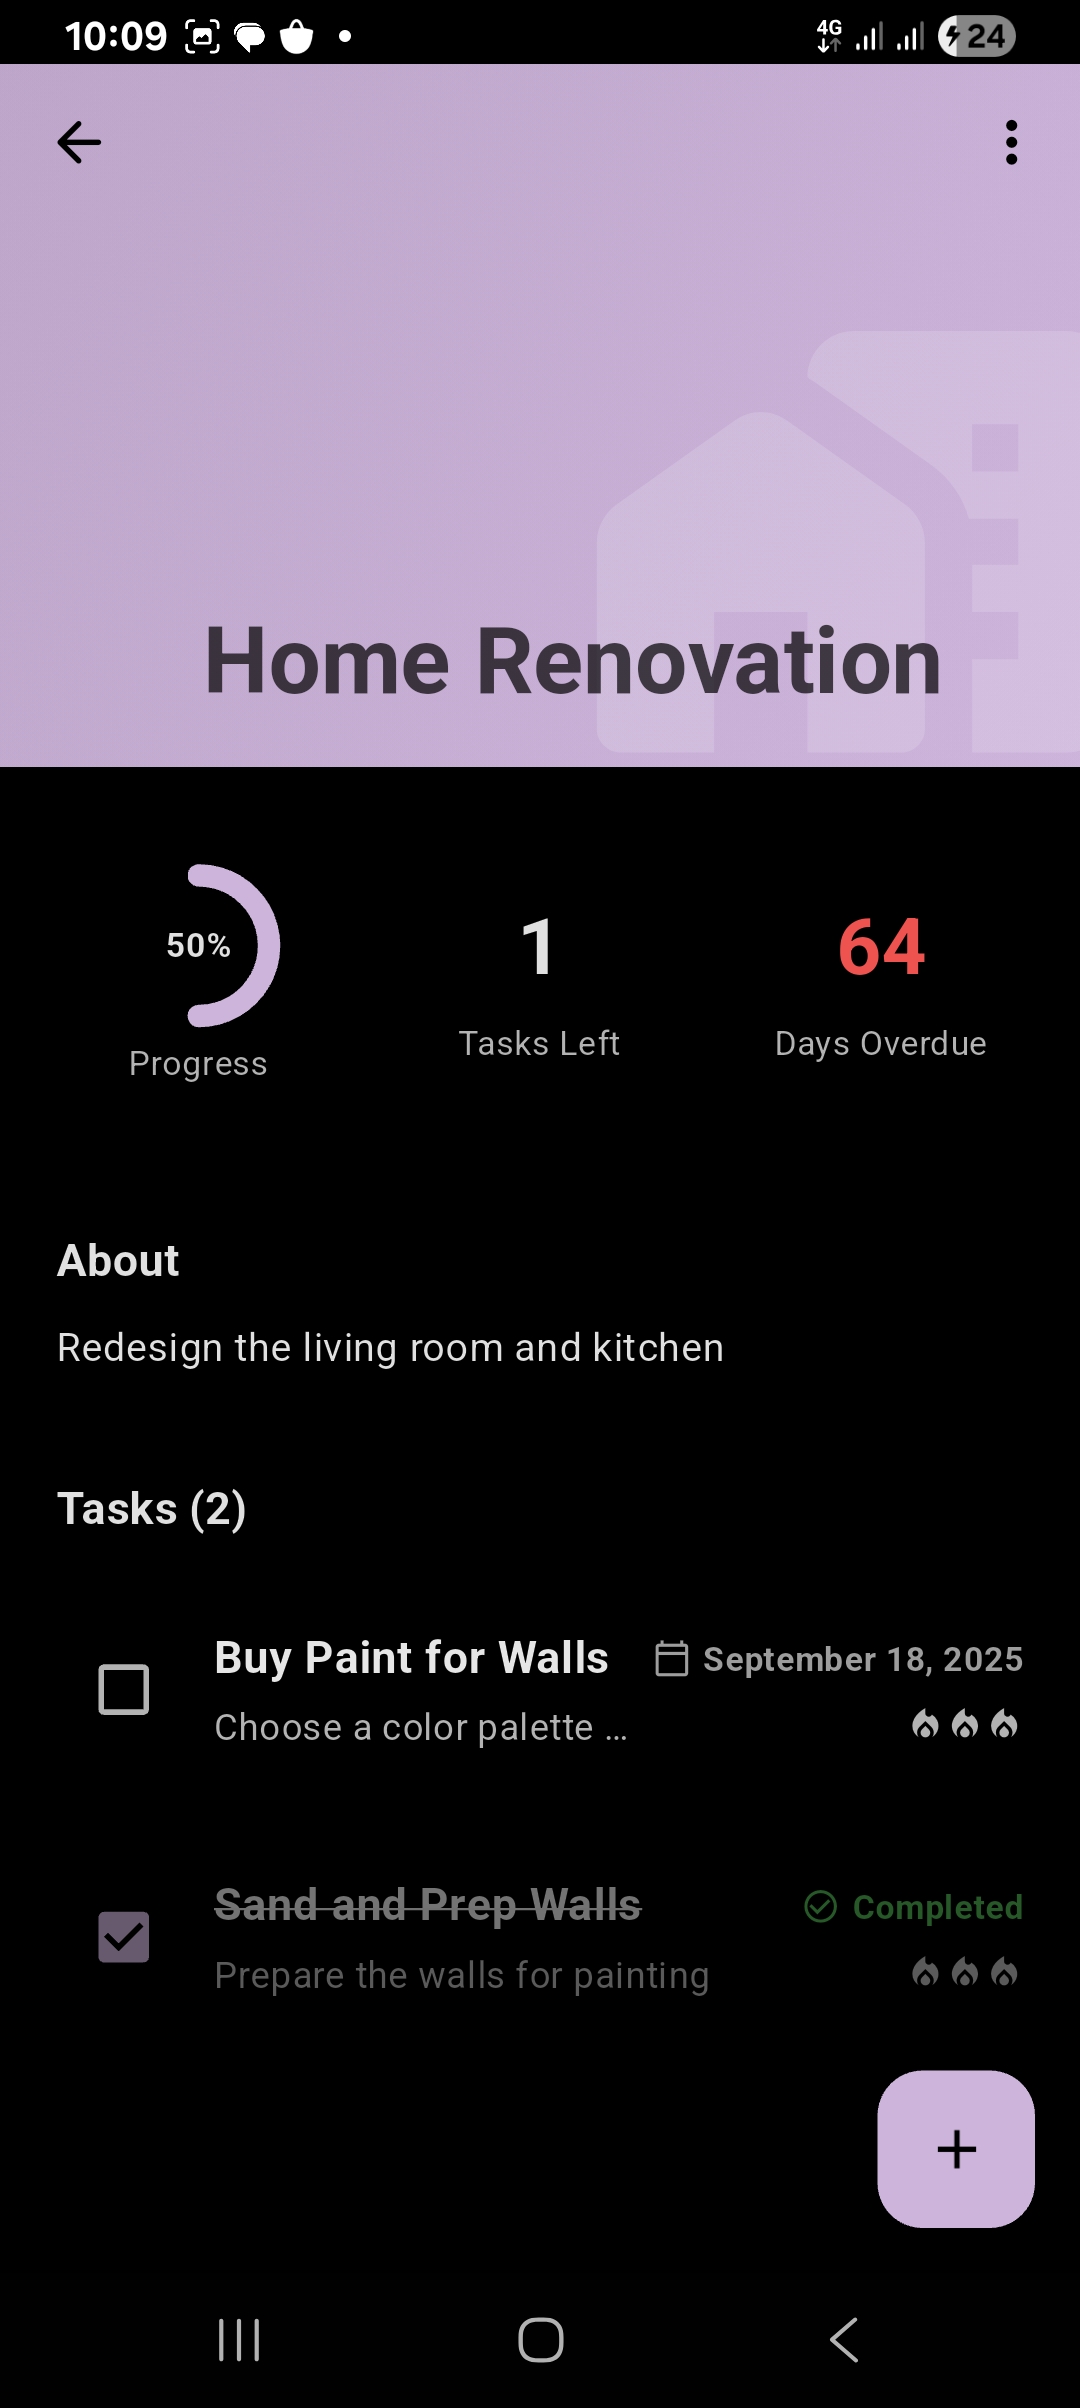 10:09
4G
24
Home Renovation
50%
Progress
1
Tasks Left
64
Days Overdue
About
Redesign the living room and kitchen
Tasks (2)
Buy Paint for Walls
September 18, 2025
Choose a color palette ...
Sand and Prep Walls
Completed
Prepare the walls for painting